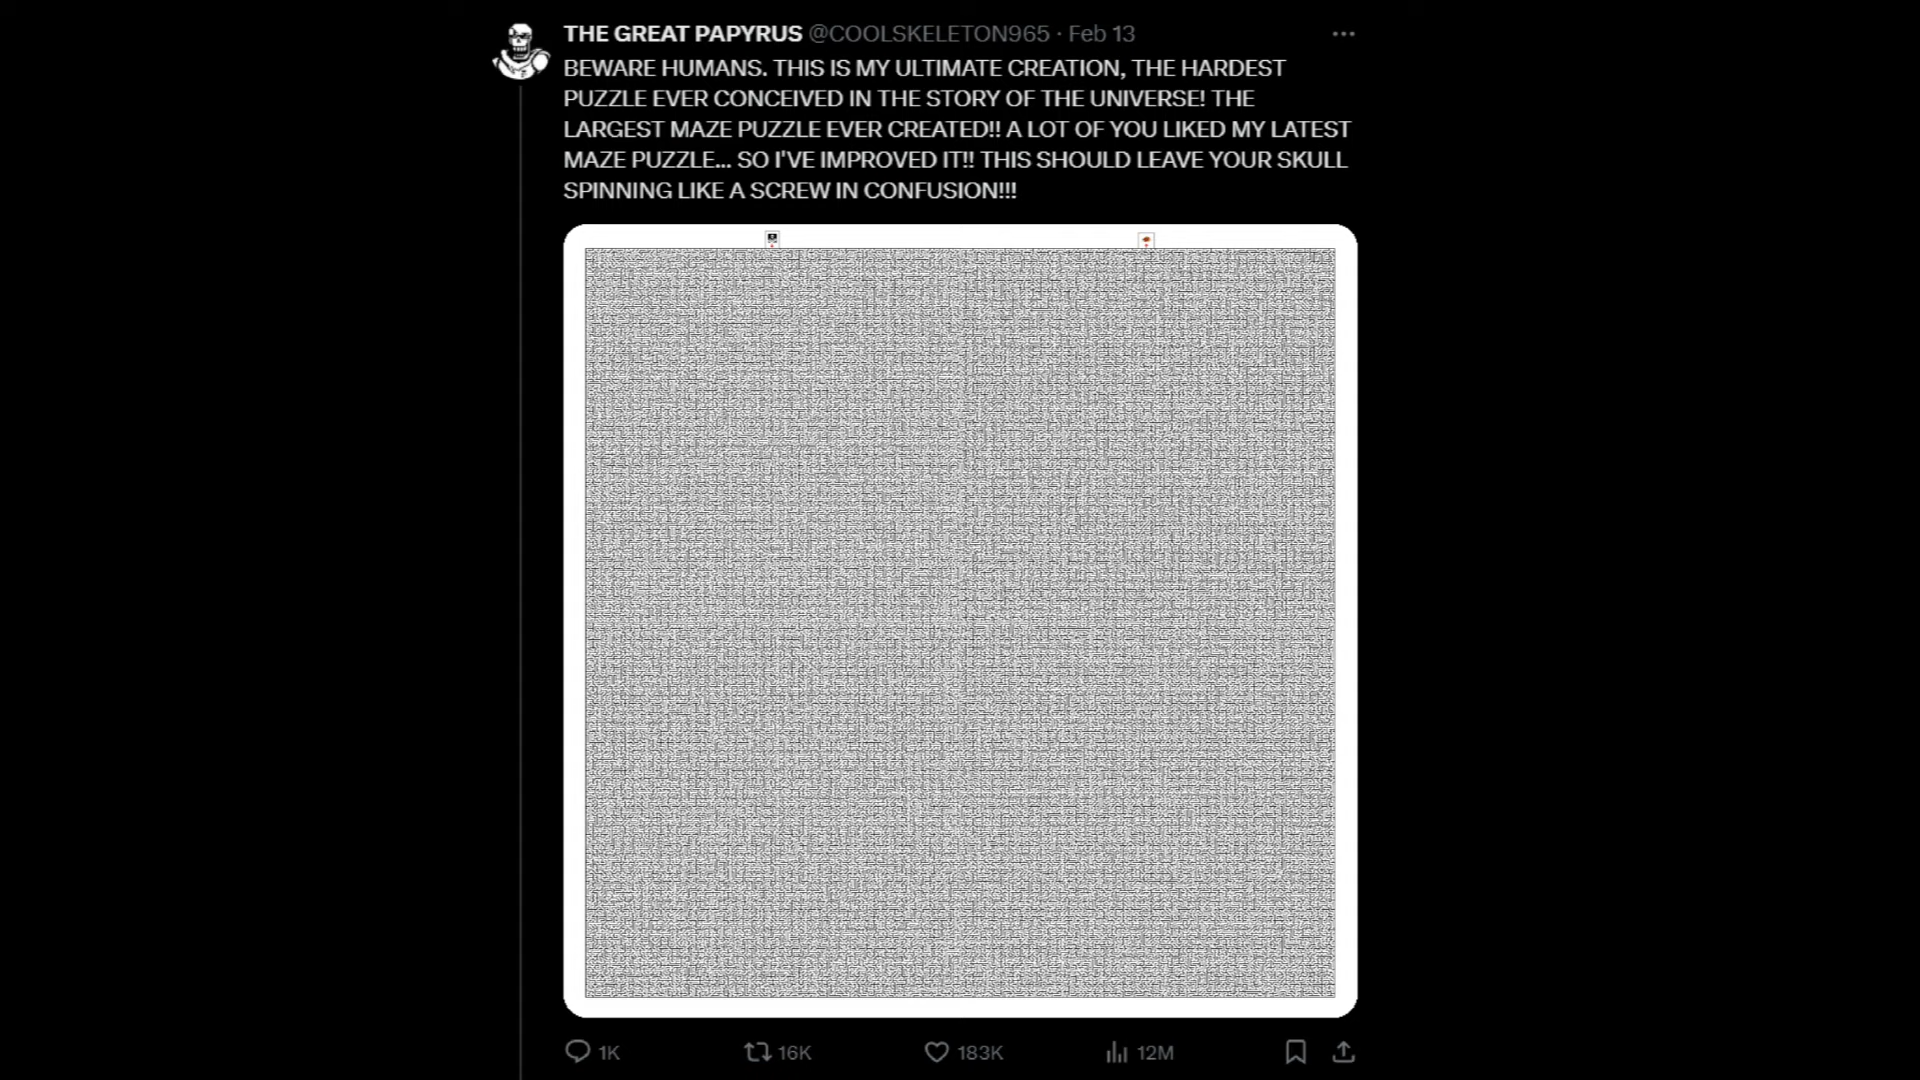 THE GREAT PAPYRUS @COOLSKELETON965 · Feb 13
BEWARE HUMANS. THIS IS MY ULTIMATE CREATION, THE HARDEST
PUZZLE EVER CONCEIVED IN THE STORY OF THE UNIVERSE! THE
LARGEST MAZE PUZZLE EVER CREATED!! A LOT OF YOU LIKED MY LATEST
MAZE PUZZLE... SO I'VE IMPROVED IT!! THIS SHOULD LEAVE YOUR SKULL
SPINNING LIKE A SCREW IN CONFUSION!!!
1K 16K 183K 12M